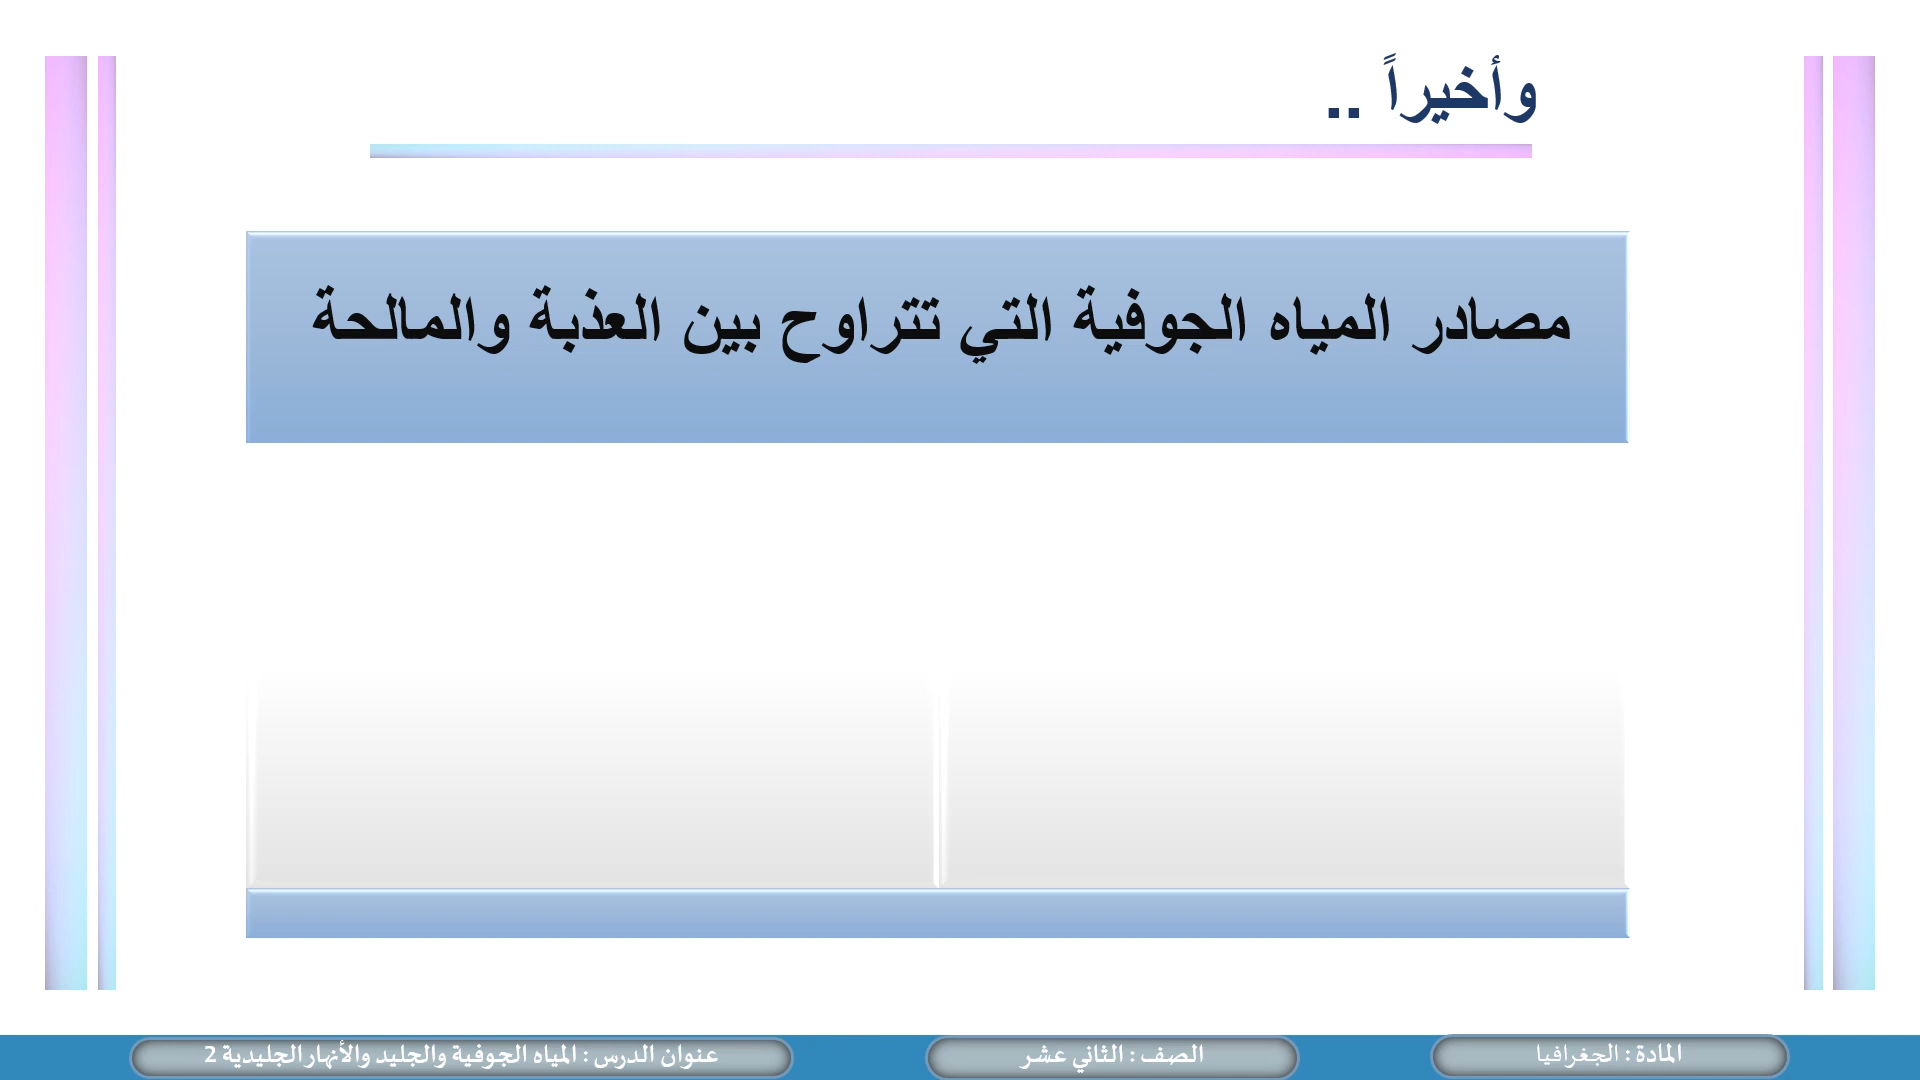 وأخيراً ..
مصادر المياه الجوفية التي تتراوح بين العذبة والمالحة
المادة : الجغرافيا
الصف : الثاني عشر
عنوان الدرس : المياه الجوفية والجليد والأنهار الجليدية 2